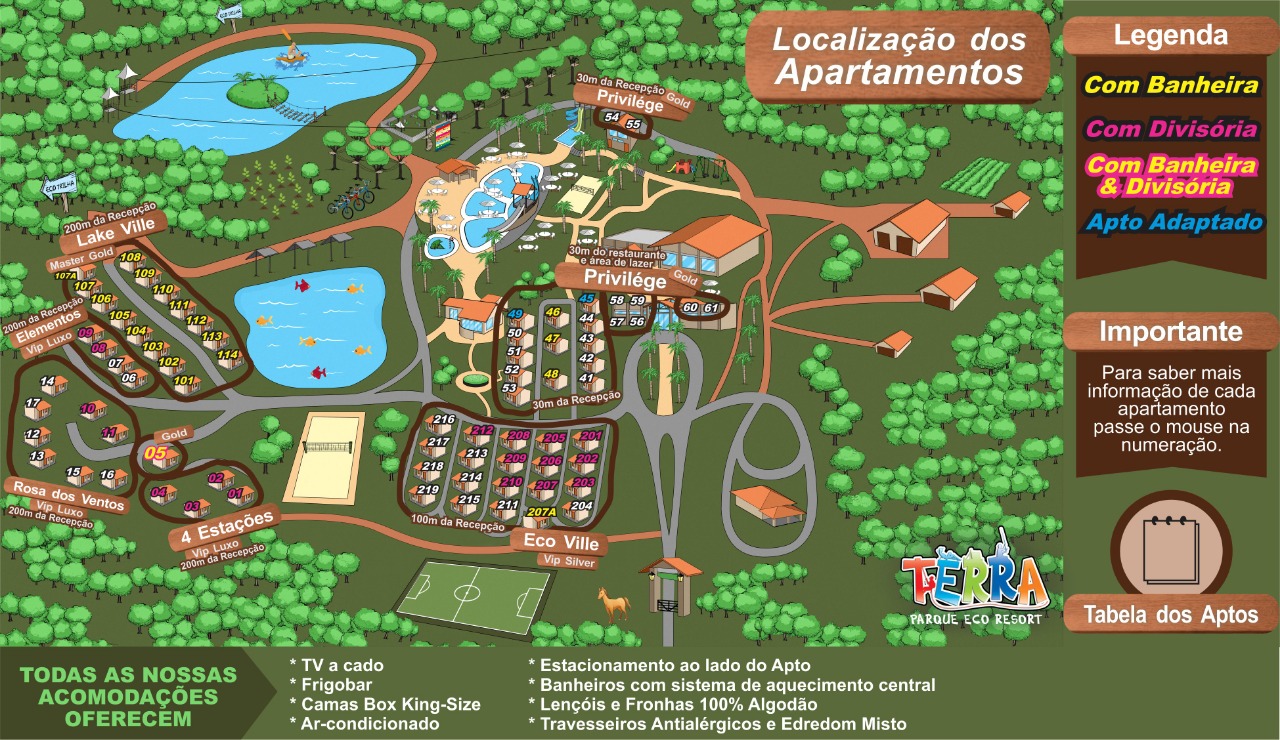 Localização dos
Apartamentos
Legenda
Com Banheira
Com Divisória
Com Banheira
& Divisória
Apto Adaptado
Importante
Para saber mais
informação de cada
apartamento
passe o mouse na
numeração.
Tabela dos Aptos
ECO TRILHA
ECO TRILHA
30m da Recepção
Privilége Gold
54 55
200m da Recepção
Lake Ville
Master Gold
107A 107 106 105 104 103 102 101
108 109 110 111 112 113 114
200m da Recepção
Elementos
Vip Luxo
09 08 07 06
30m do restaurante
e área de lazer
Privilége Gold
58 59
57 56
60 61
49 50 51 52 53
46 47 48
45 44 43 42 41
30m da Recepção
14 17 12 13 15 16 10 11
Rosa dos Ventos
Vip Luxo
200m da Recepção
Gold
05
04 03 02 01
4 Estações
Vip Luxo
200m da Recepção
216 212 208 205 201
217 213 209 206 202
218 214 210 207 203
219 215 211 207A 204
100m da Recepção
Eco Ville
Vip Silver
TERRA
PARQUE ECO RESORT
TODAS AS NOSSAS
ACOMODAÇÕES
OFERECEM
* TV a cado
* Frigobar
* Camas Box King-Size
* Ar-condicionado
* Estacionamento ao lado do Apto
* Banheiros com sistema de aquecimento central
* Lençóis e Fronhas 100% Algodão
* Travesseiros Antialérgicos e Edredom Misto